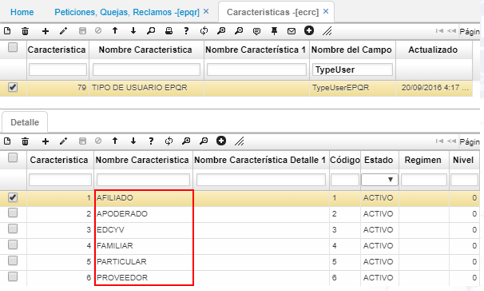 Home Peticiones, Quejas, Reclamos -[epqr] × Caracteristicas -[ecrc] ×
Págin
Caracteristica Nombre Caracteristica Nombre Característica 1 Nombre del Campo Actualizado
TypeUser
79 TIPO DE USUARIO EPQR TypeUserEPQR 20/09/2016 4:17 ...
Detalle
Págin
Caracteristica Nombre Caracteristica Nombre Característica Detalle 1 Código Estado Regimen Nivel
1 AFILIADO 1 ACTIVO 0
2 APODERADO 2 ACTIVO 0
3 EDCYV 3 ACTIVO 0
4 FAMILIAR 4 ACTIVO 0
5 PARTICULAR 5 ACTIVO 0
6 PROVEEDOR 6 ACTIVO 0